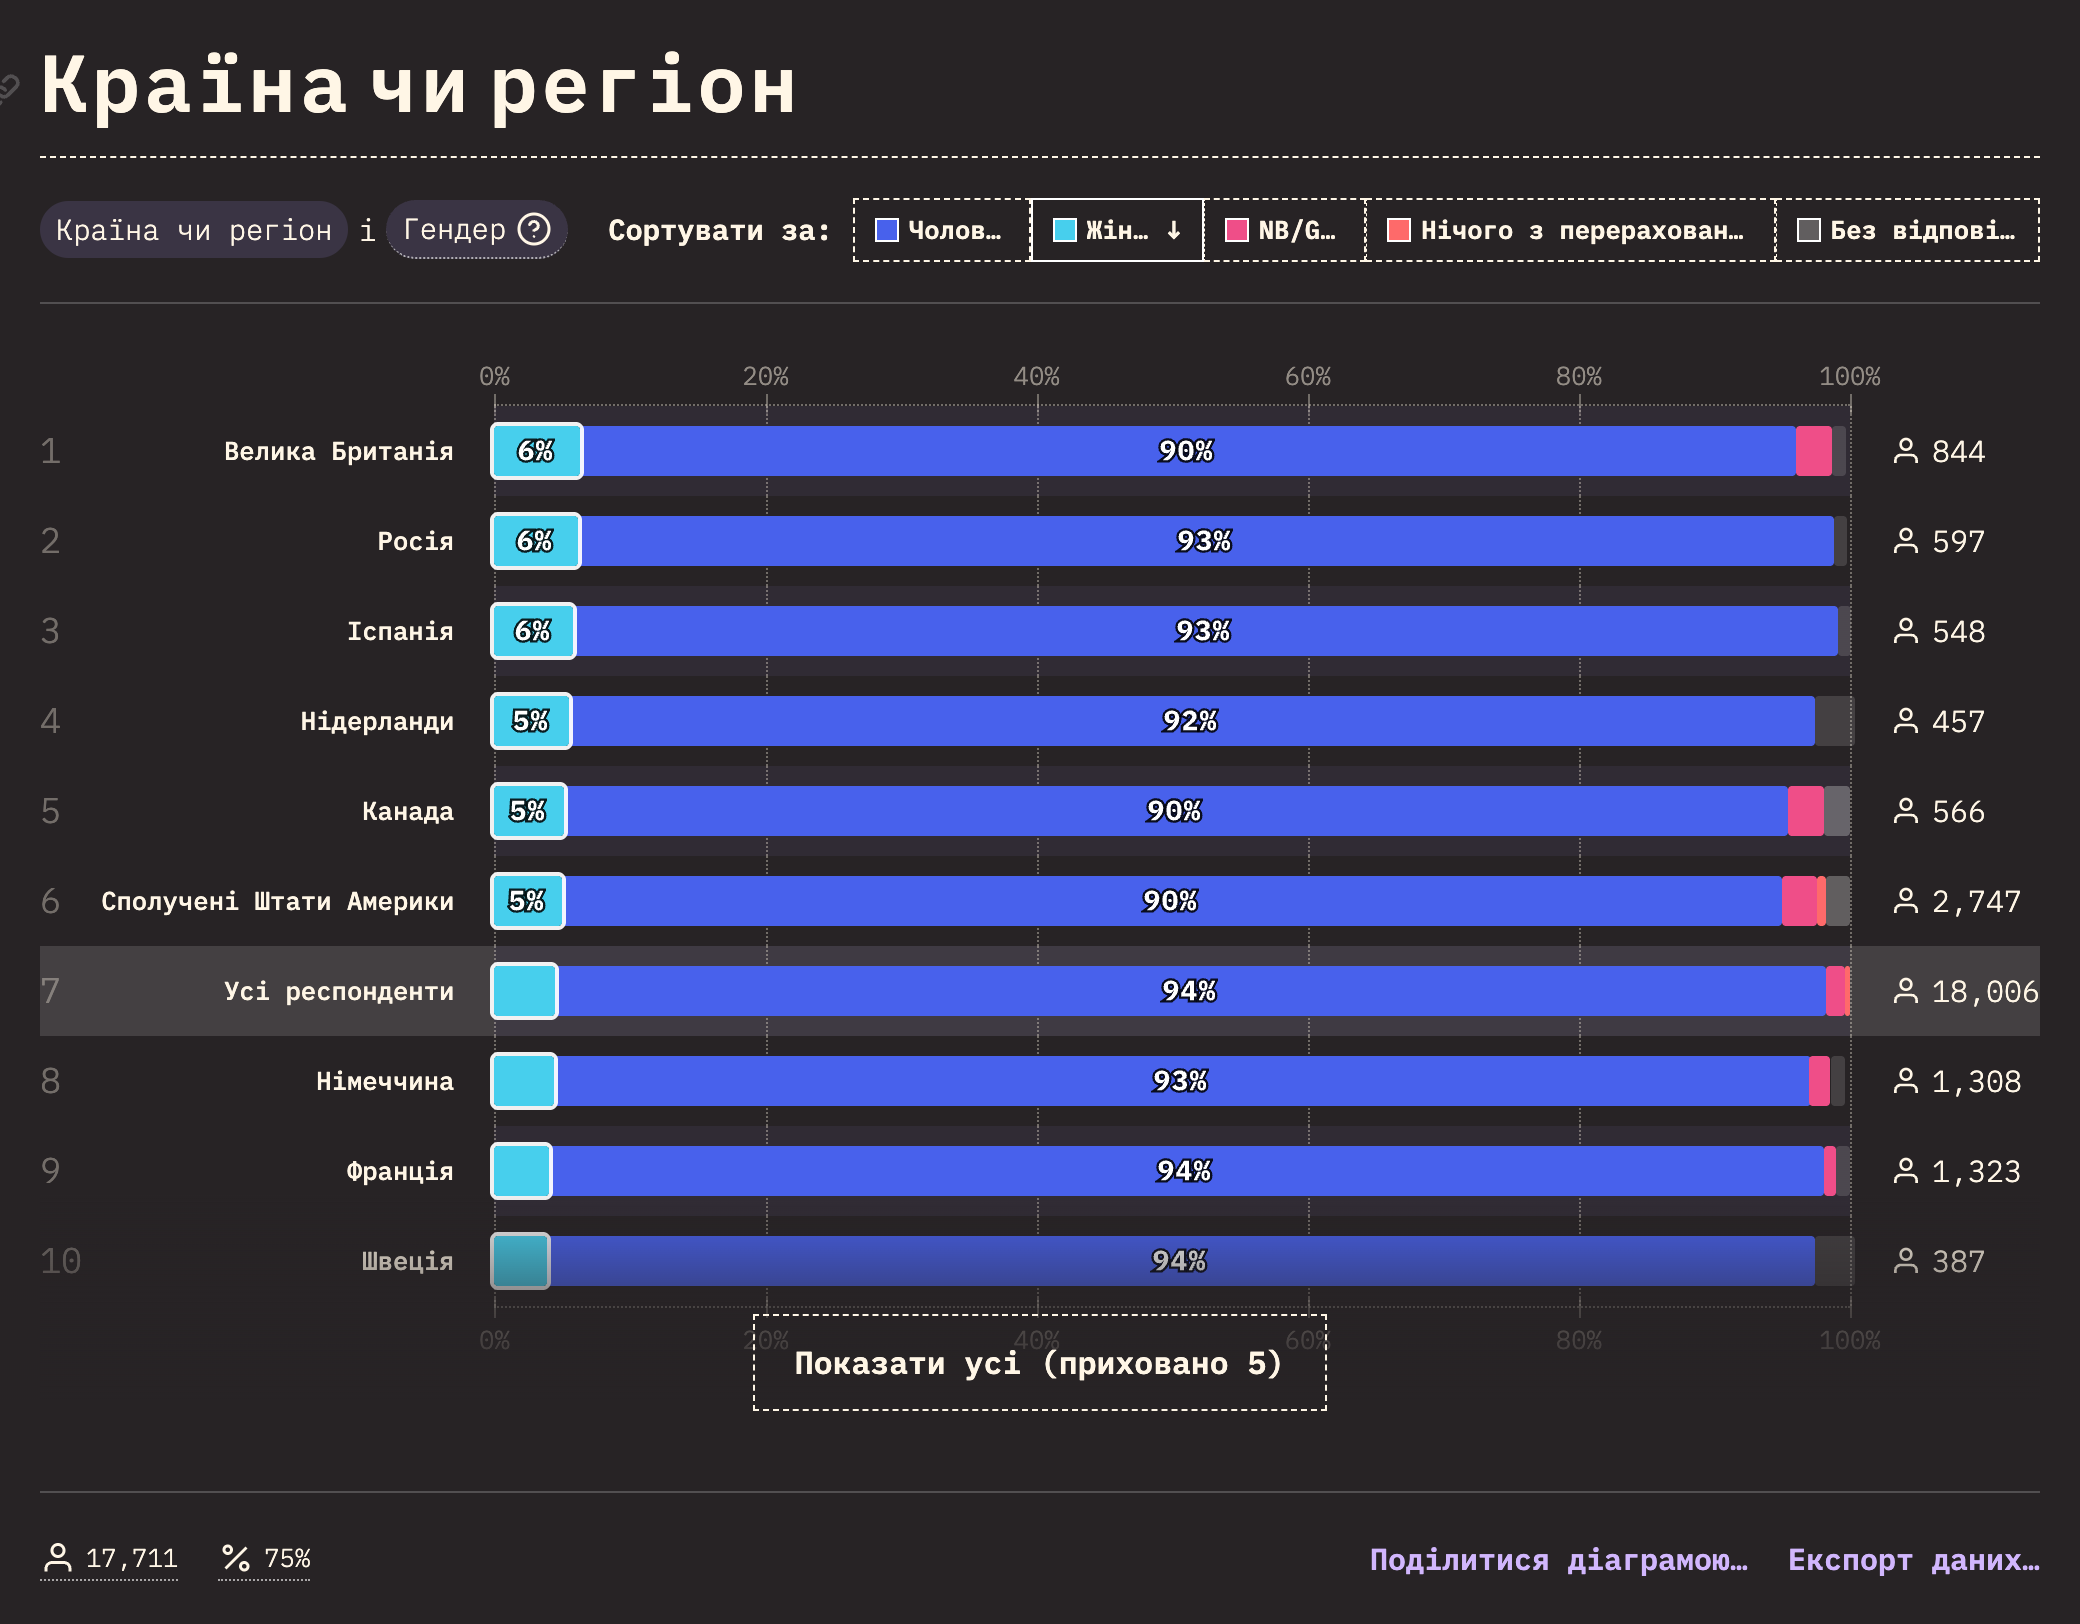 Країна чи регіон
Країна чи регіон і Гендер Сортувати за: Чолов… Жін… ↓ NB/G… Нічого з перерахован… Без відпові…
0% 20% 40% 60% 80% 100%
1 Велика Британія 6% 90% 844
2 Росія 6% 93% 597
3 Іспанія 6% 93% 548
4 Нідерланди 5% 92% 457
5 Канада 5% 90% 566
6 Сполучені Штати Америки 5% 90% 2,747
7 Усі респонденти 94% 18,006
8 Німеччина 93% 1,308
9 Франція 94% 1,323
10 Швеція 94% 387
0% 20% 40% 60% 80% 100%
Показати усі (приховано 5)
17,711 75% Поділитися діаграмою… Експорт даних…